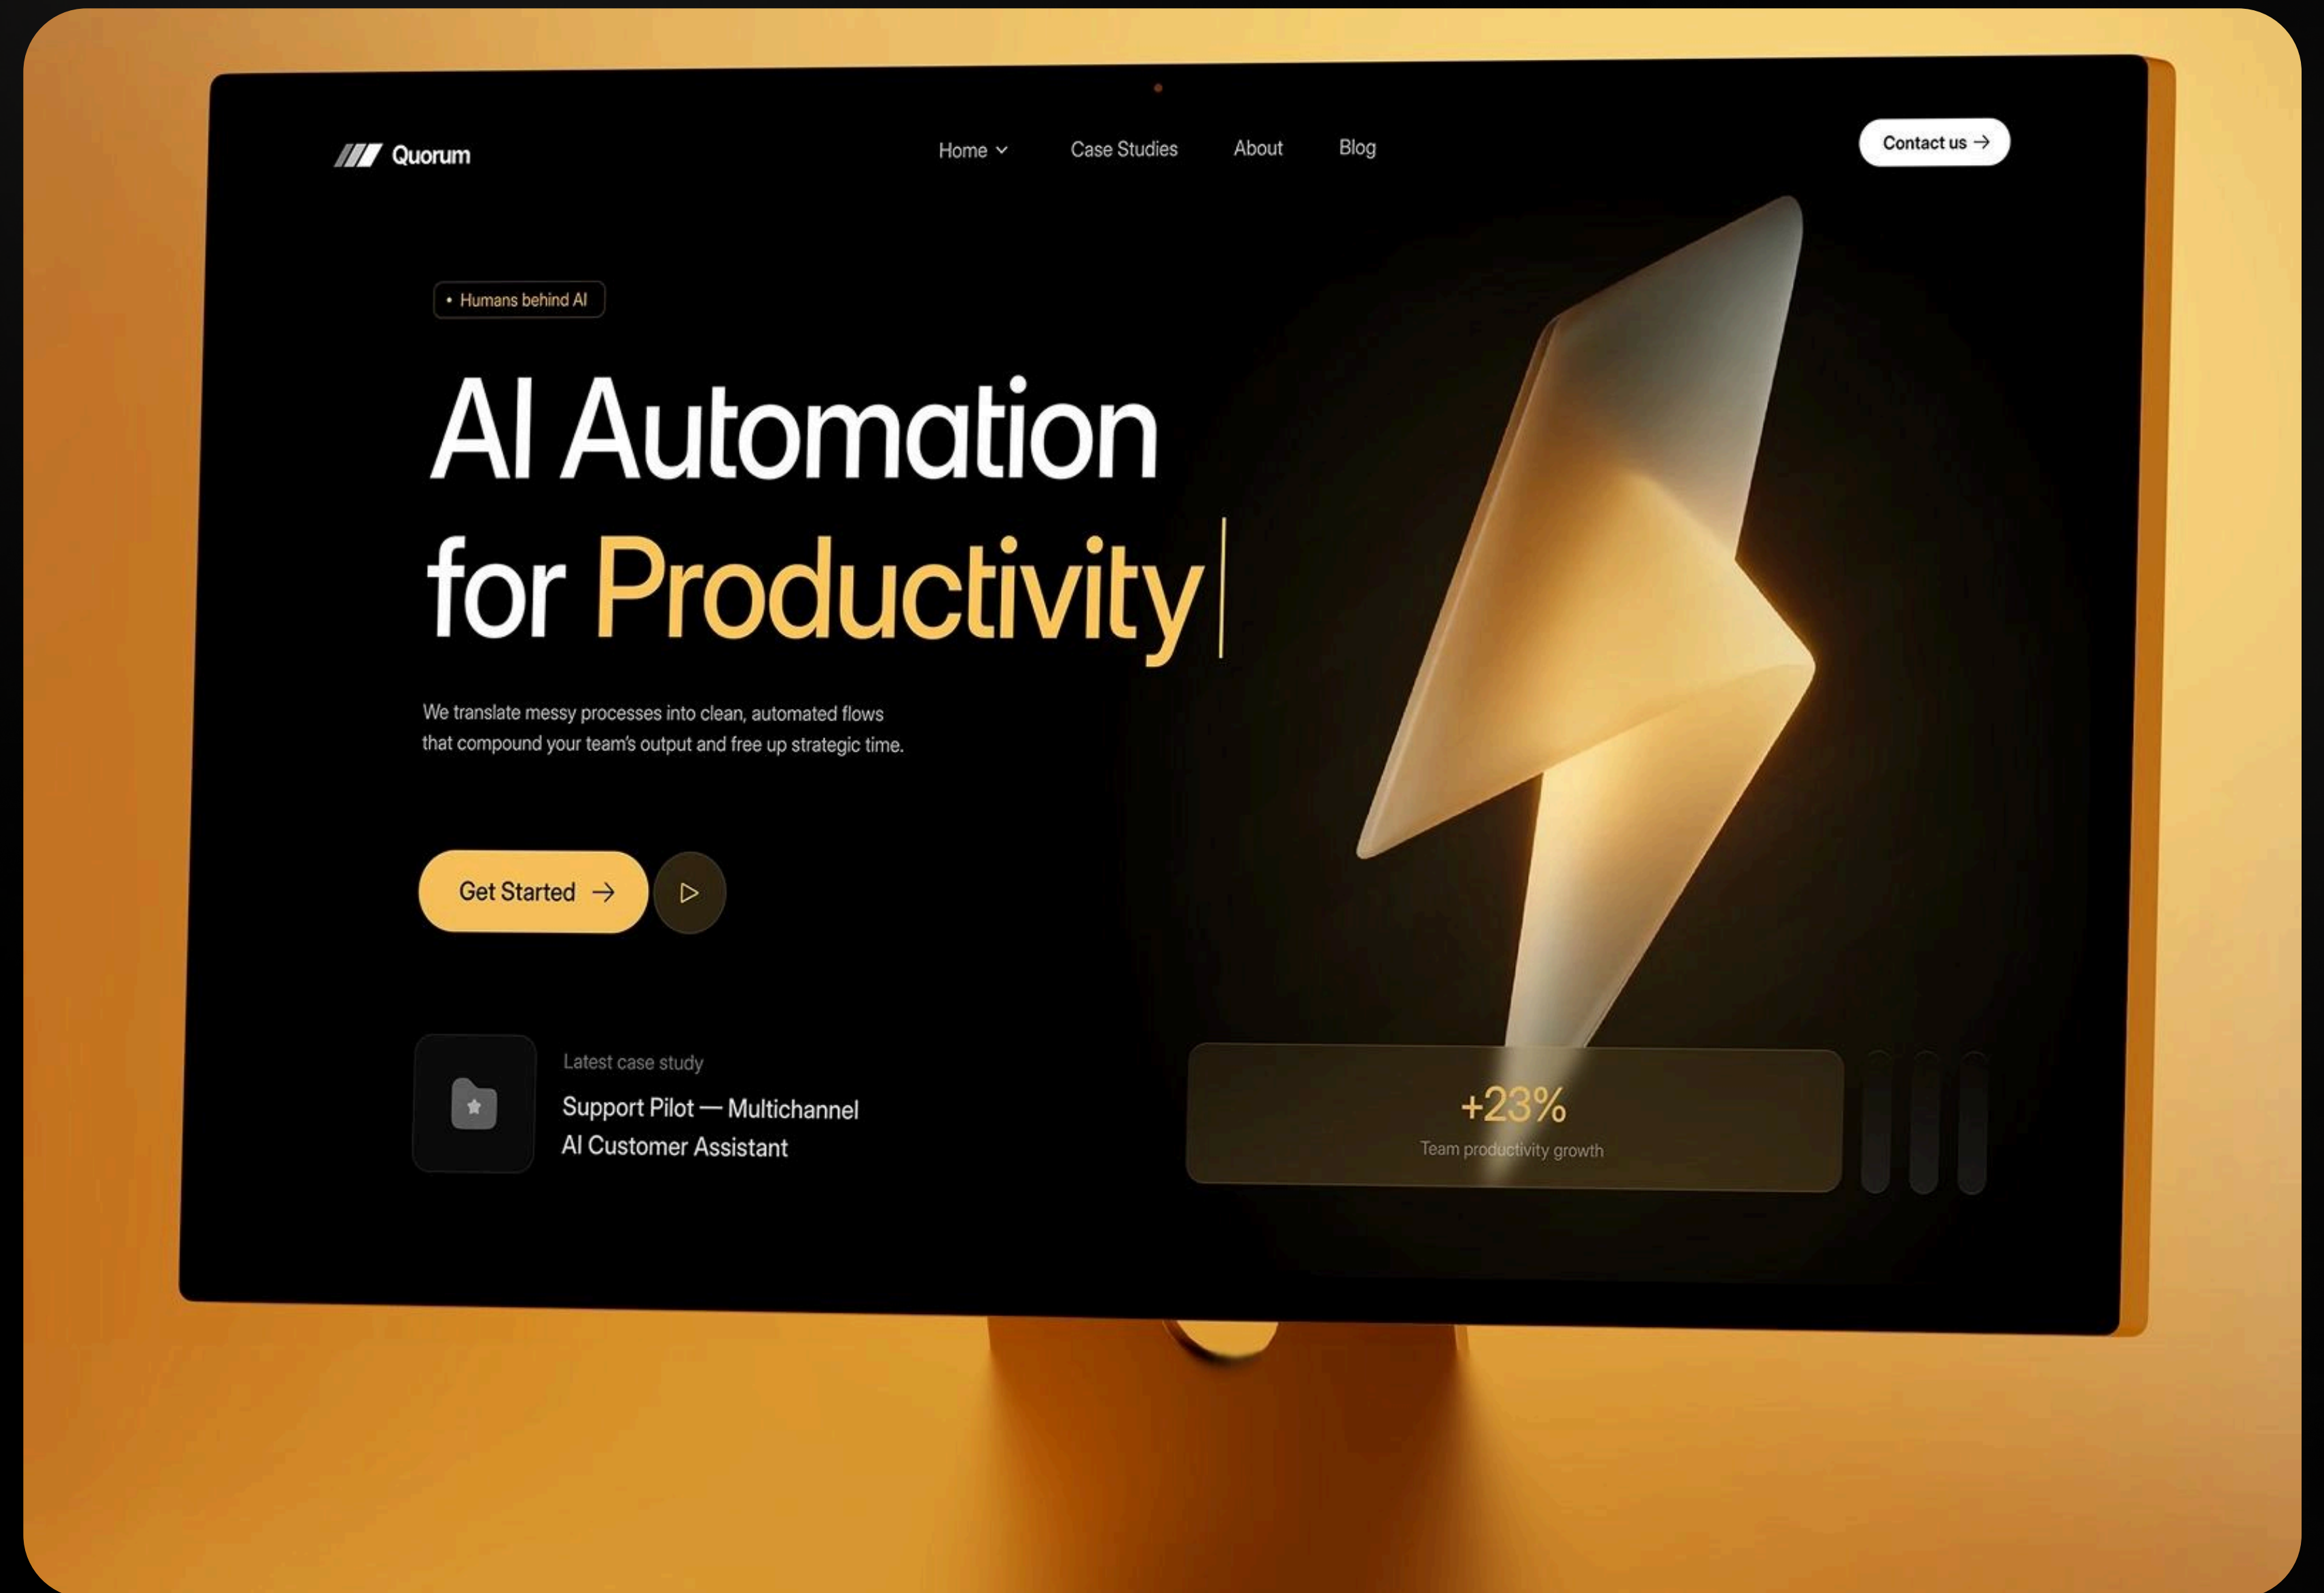 Quorum
Home
Case Studies
About
Blog
Contact us
Humans behind AI
AI Automation
for Productivity
We translate messy processes into clean, automated flows
that compound your team's output and free up strategic time.
Get Started
Latest case study
Support Pilot — Multichannel
AI Customer Assistant
+23%
Team productivity growth